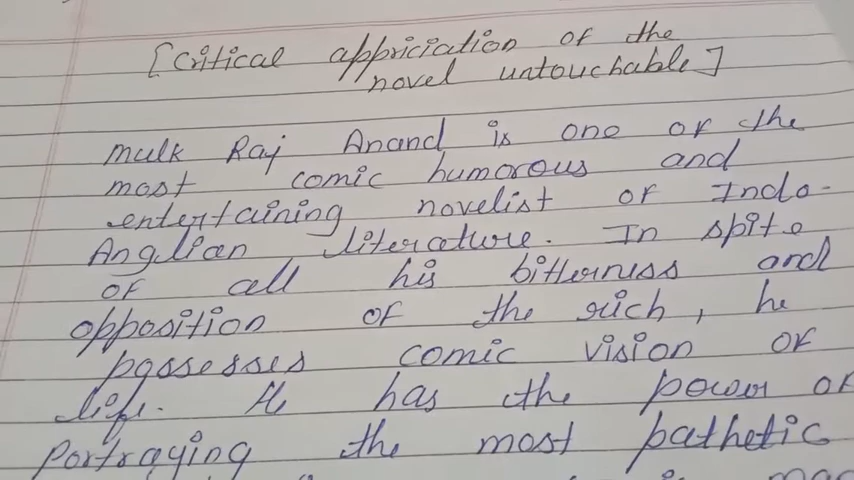 [critical appriciation of the
novel untouchable]
Mulk Raj Anand is one of the
most comic humorous and
entertaining novelist of Indo-
Anglian literature. In spite
of all his bitterness and
opposition of the rich, he
possesses comic vision of
life. He has the power of
Portraying the most pathetic